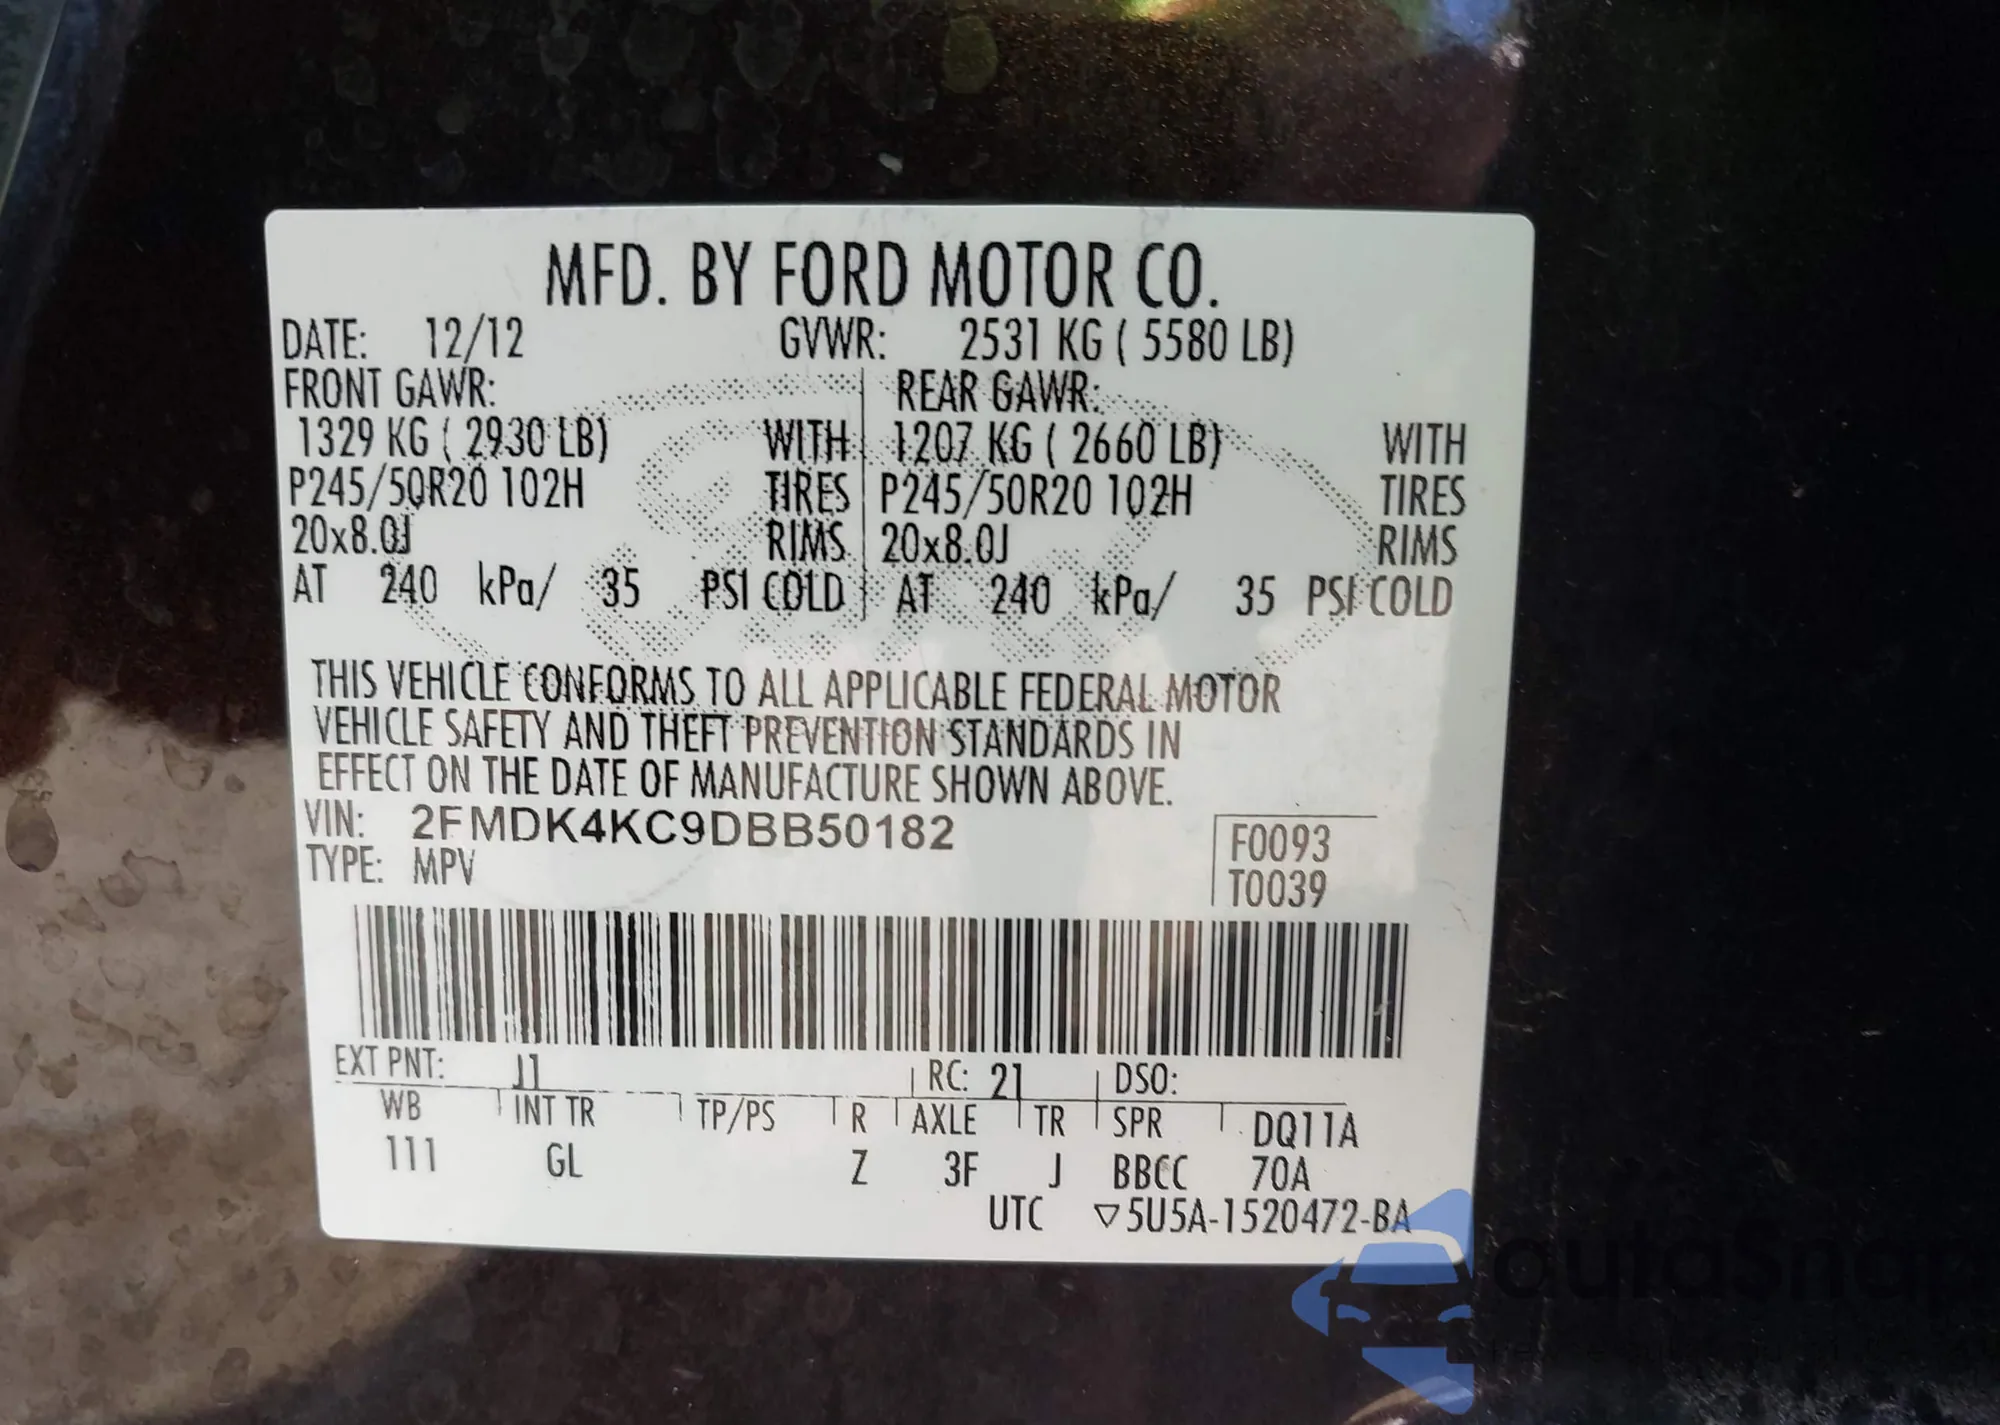 MFD. BY FORD MOTOR CO.
DATE: 12/12 GVWR: 2531 KG ( 5580 LB)
FRONT GAWR: REAR GAWR:
1329 KG ( 2930 LB) WITH 1207 KG ( 2660 LB) WITH
P245/50R20 102H TIRES P245/50R20 102H TIRES
20x8.0J RIMS 20x8.0J RIMS
AT 240 kPa/ 35 PSI COLD AT 240 kPa/ 35 PSI COLD
THIS VEHICLE CONFORMS TO ALL APPLICABLE FEDERAL MOTOR
VEHICLE SAFETY AND THEFT PREVENTION STANDARDS IN
EFFECT ON THE DATE OF MANUFACTURE SHOWN ABOVE.
VIN: 2FMDK4KC9DBB50182
TYPE: MPV
F0093
T0039
EXT PNT: J1 RC: 21 DSO:
WB INT TR TP/PS R AXLE TR SPR DQ11A
111 GL Z 3F J BBCC 70A
UTC ▽5U5A-1520472-BA
autosnap